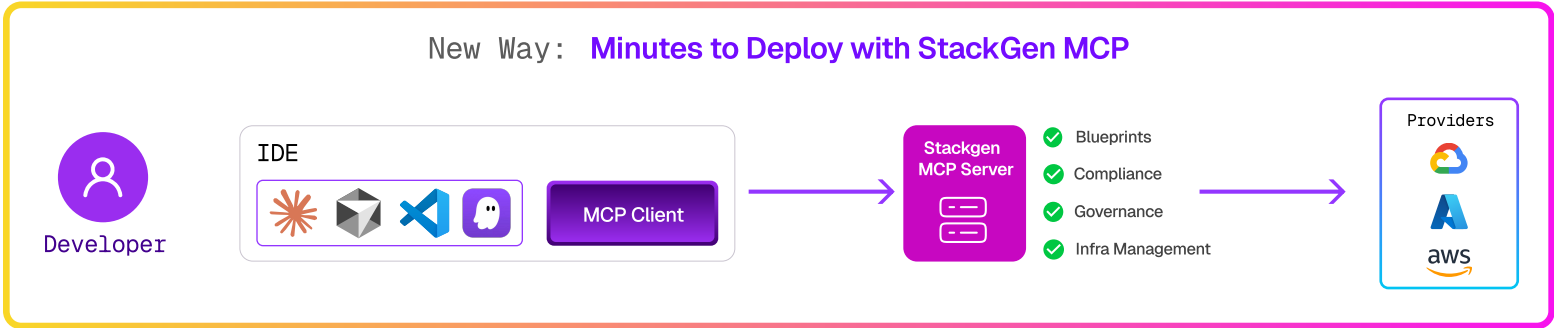 New Way: Minutes to Deploy with StackGen MCP
Developer
IDE
MCP Client
Stackgen
MCP Server
Blueprints
Compliance
Governance
Infra Management
Providers
aws